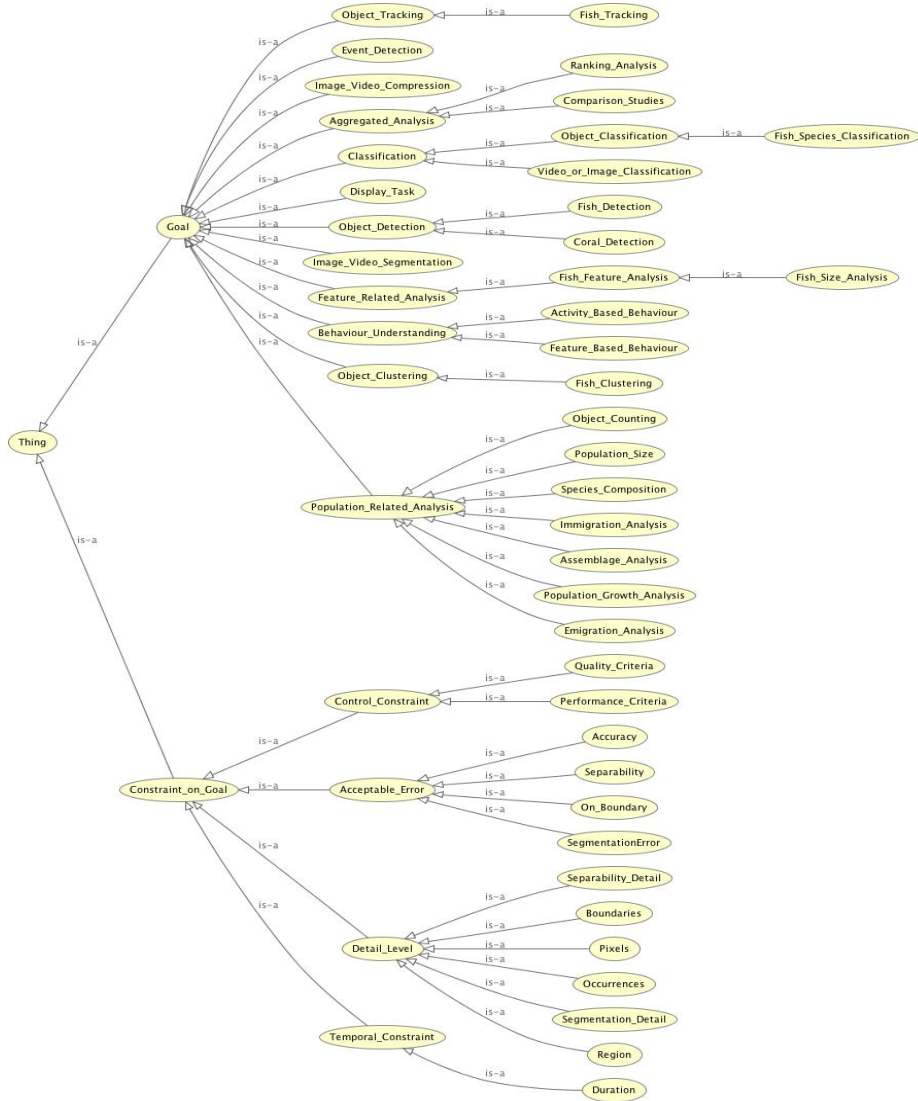 Object_Tracking is-a Fish_Tracking
is-a
Event_Detection
is-a
Ranking_Analysis
is-a
Image_Video_Compression
is-a
Comparison_Studies
is-a
Aggregated_Analysis
is-a
Object_Classification is-a Fish_Species_Classification
is-a
Classification
is-a
Video_or_Image_Classification
is-a
Display_Task
is-a
Fish_Detection
is-a
Goal
is-a
Object_Detection
is-a
Coral_Detection
is-a
Image_Video_Segmentation
is-a
Fish_Feature_Analysis is-a Fish_Size_Analysis
is-a
Feature_Related_Analysis
is-a
Activity_Based_Behaviour
is-a
Behaviour_Understanding
is-a
Feature_Based_Behaviour
is-a
is-a
Object_Clustering is-a Fish_Clustering
Object_Counting
is-a
Thing
Population_Size
is-a
Species_Composition
is-a
Population_Related_Analysis
is-a
Immigration_Analysis
is-a
is-a
Assemblage_Analysis
is-a
Population_Growth_Analysis
is-a
Emigration_Analysis
Quality_Criteria
is-a
Control_Constraint is-a Performance_Criteria
is-a
Accuracy
is-a
Separability
is-a
Constraint_on_Goal is-a Acceptable_Error
is-a
On_Boundary
is-a
SegmentationError
is-a
Separability_Detail
is-a
is-a
Boundaries
is-a
Detail_Level is-a Pixels
is-a
Occurrences
is-a
Segmentation_Detail
Temporal_Constraint
is-a
Region
is-a
Duration